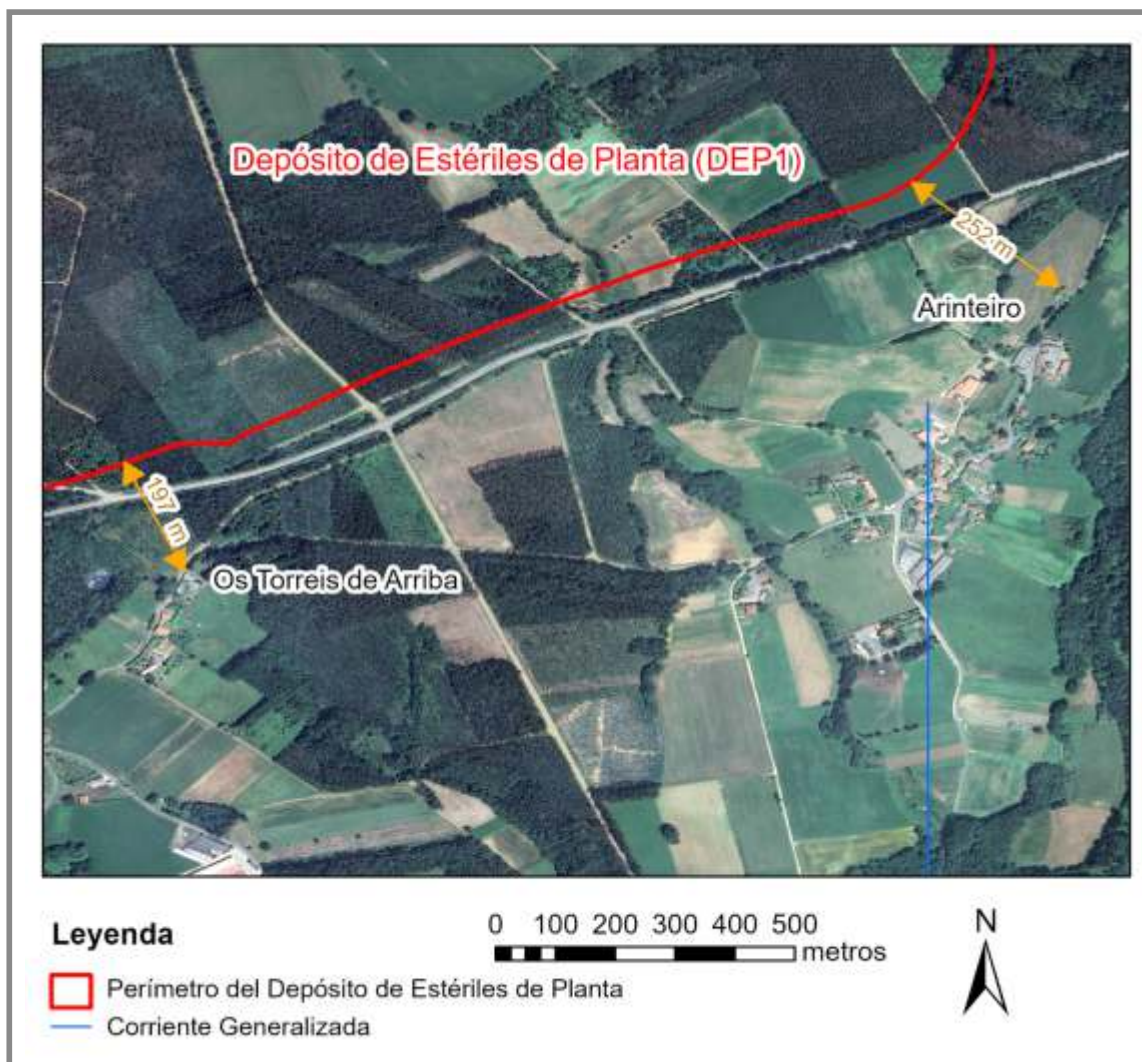 Depósito de Estériles de Planta (DEP1)
252 m
Arinteiro
197 m
Os Torreis de Arriba
Leyenda
0 100 200 300 400 500
metros
N
Perímetro del Depósito de Estériles de Planta
Corriente Generalizada